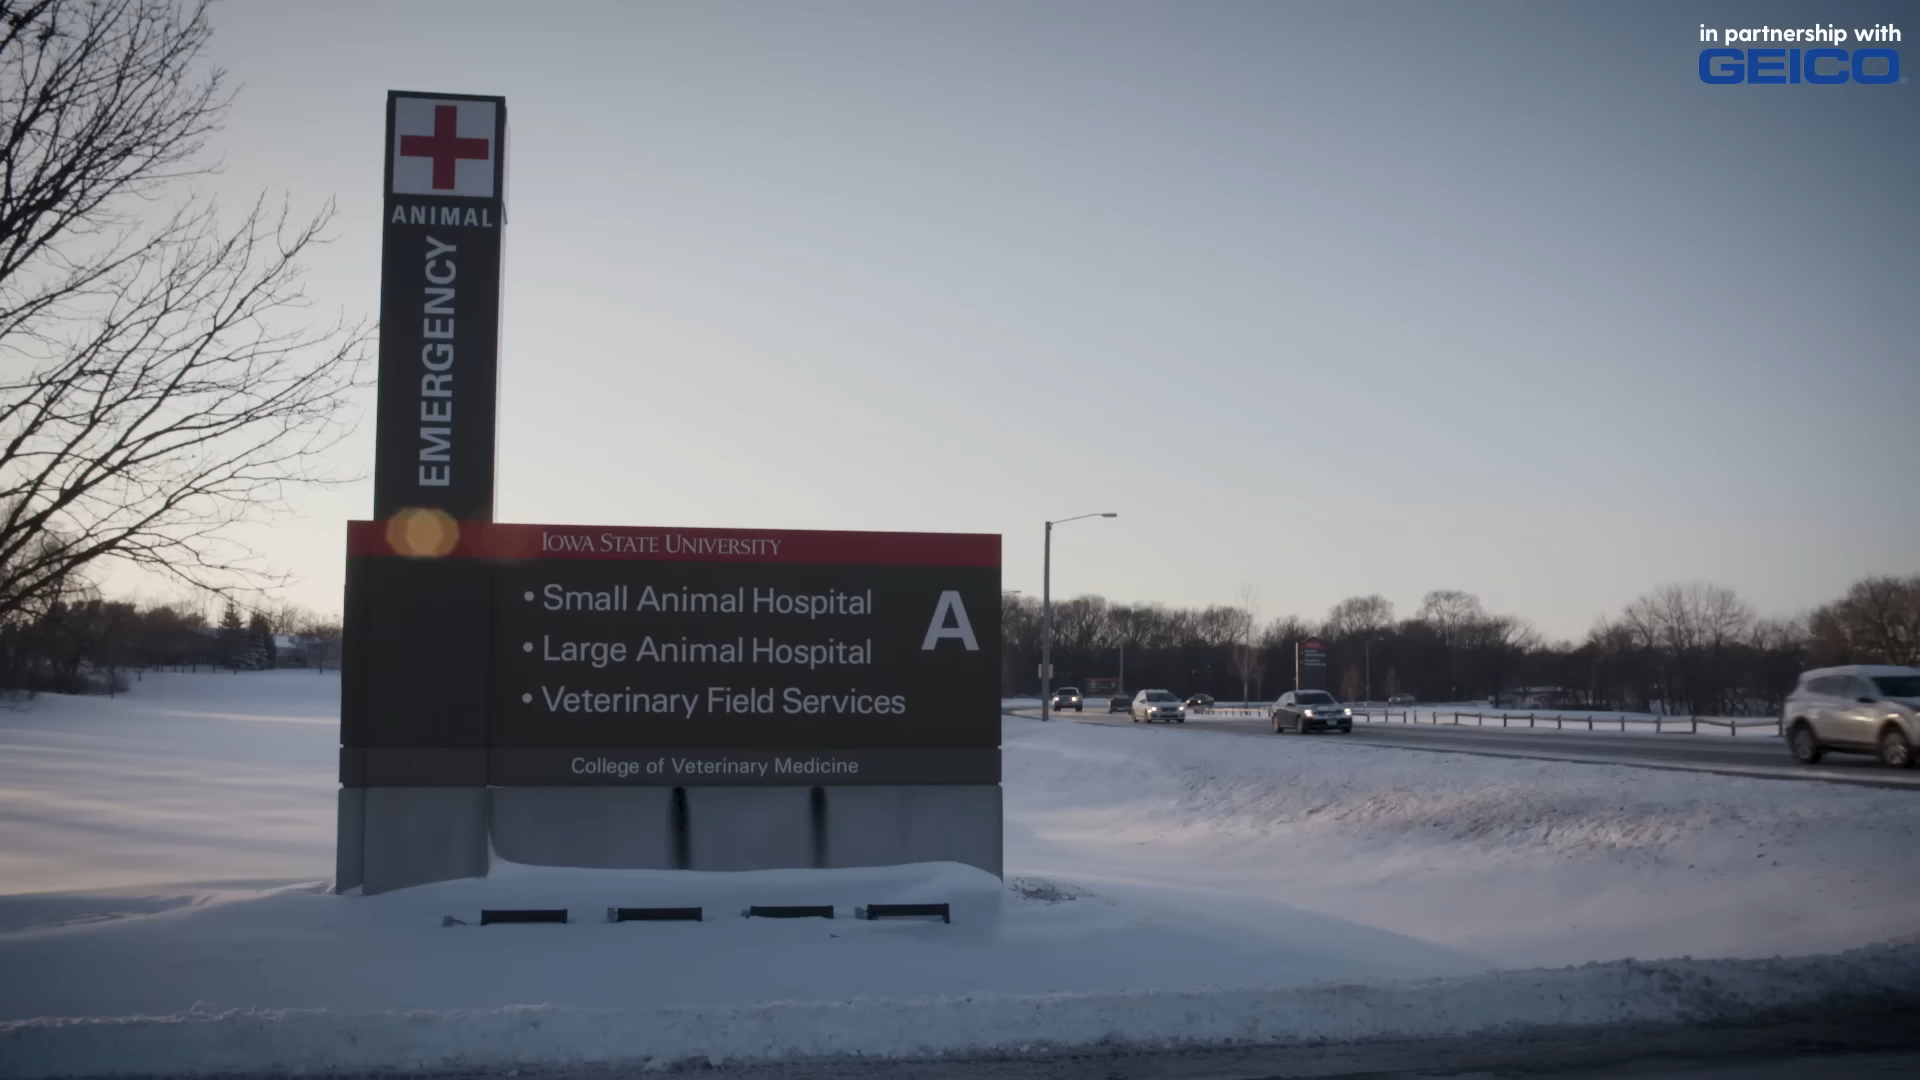 in partnership with
GEICO
ANIMAL
EMERGENCY
IOWA STATE UNIVERSITY
• Small Animal Hospital
• Large Animal Hospital
• Veterinary Field Services
A
College of Veterinary Medicine